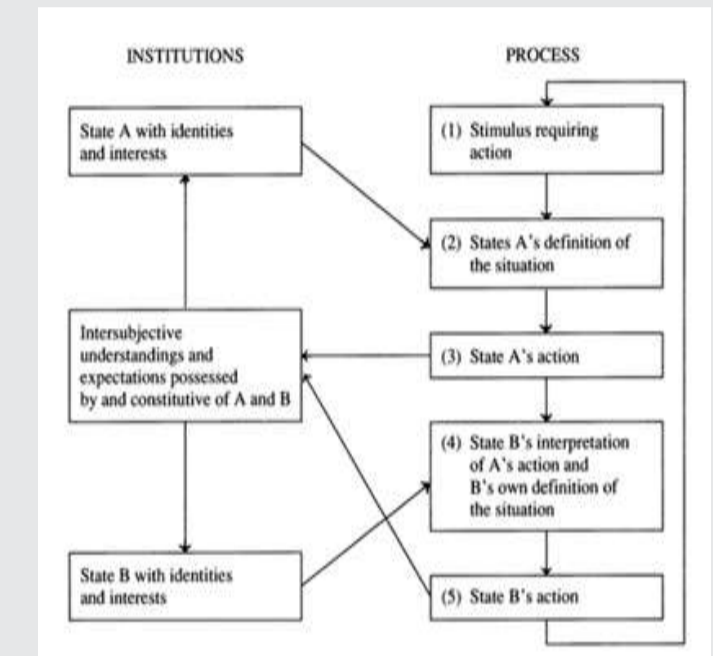 INSTITUTIONS
PROCESS
State A with identities
and interests
Intersubjective
understandings and
expectations possessed
by and constitutive of A and B
State B with identities
and interests
(1) Stimulus requiring
action
(2) States A's definition of
the situation
(3) State A's action
(4) State B's interpretation
of A's action and
B's own definition of
the situation
(5) State B's action